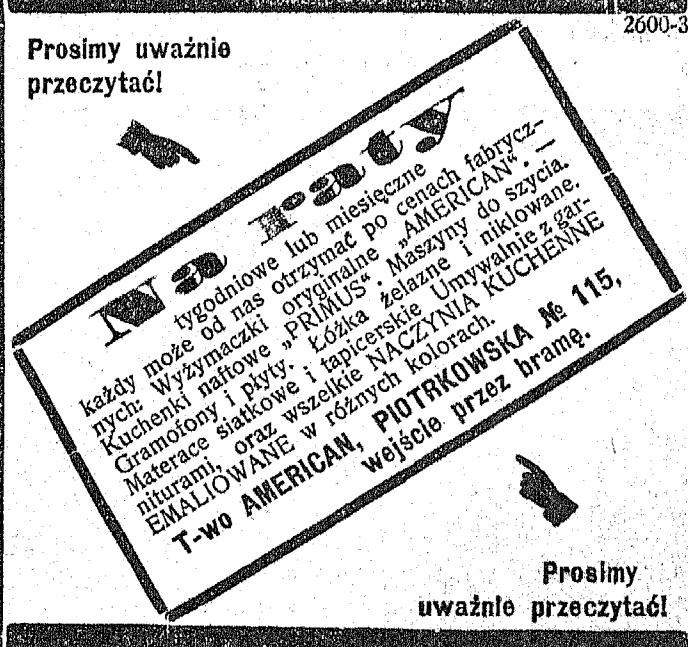 2600-3
Prosimy uważnie
przeczytać!
Na raty
tygodniowe lub miesięczne
każdy może od nas otrzymać po cenach fabrycz-
nych: Wyżymaczki oryginalne „AMERICAN“. —
Kuchenki naftowe „PRIMUS“. Maszyny do szycia.
Gramofony i płyty. Łóżka żelazne i niklowane.
Materace siatkowe i tapicerskie Umywalnie z gar-
niturami, oraz wszelkie NACZYNIA KUCHENNE
EMALIOWANE w różnych kolorach.
T-wo AMERICAN, PIOTRKOWSKA № 115,
wejście przez bramę.
Prosimy
uważnie przeczytać!